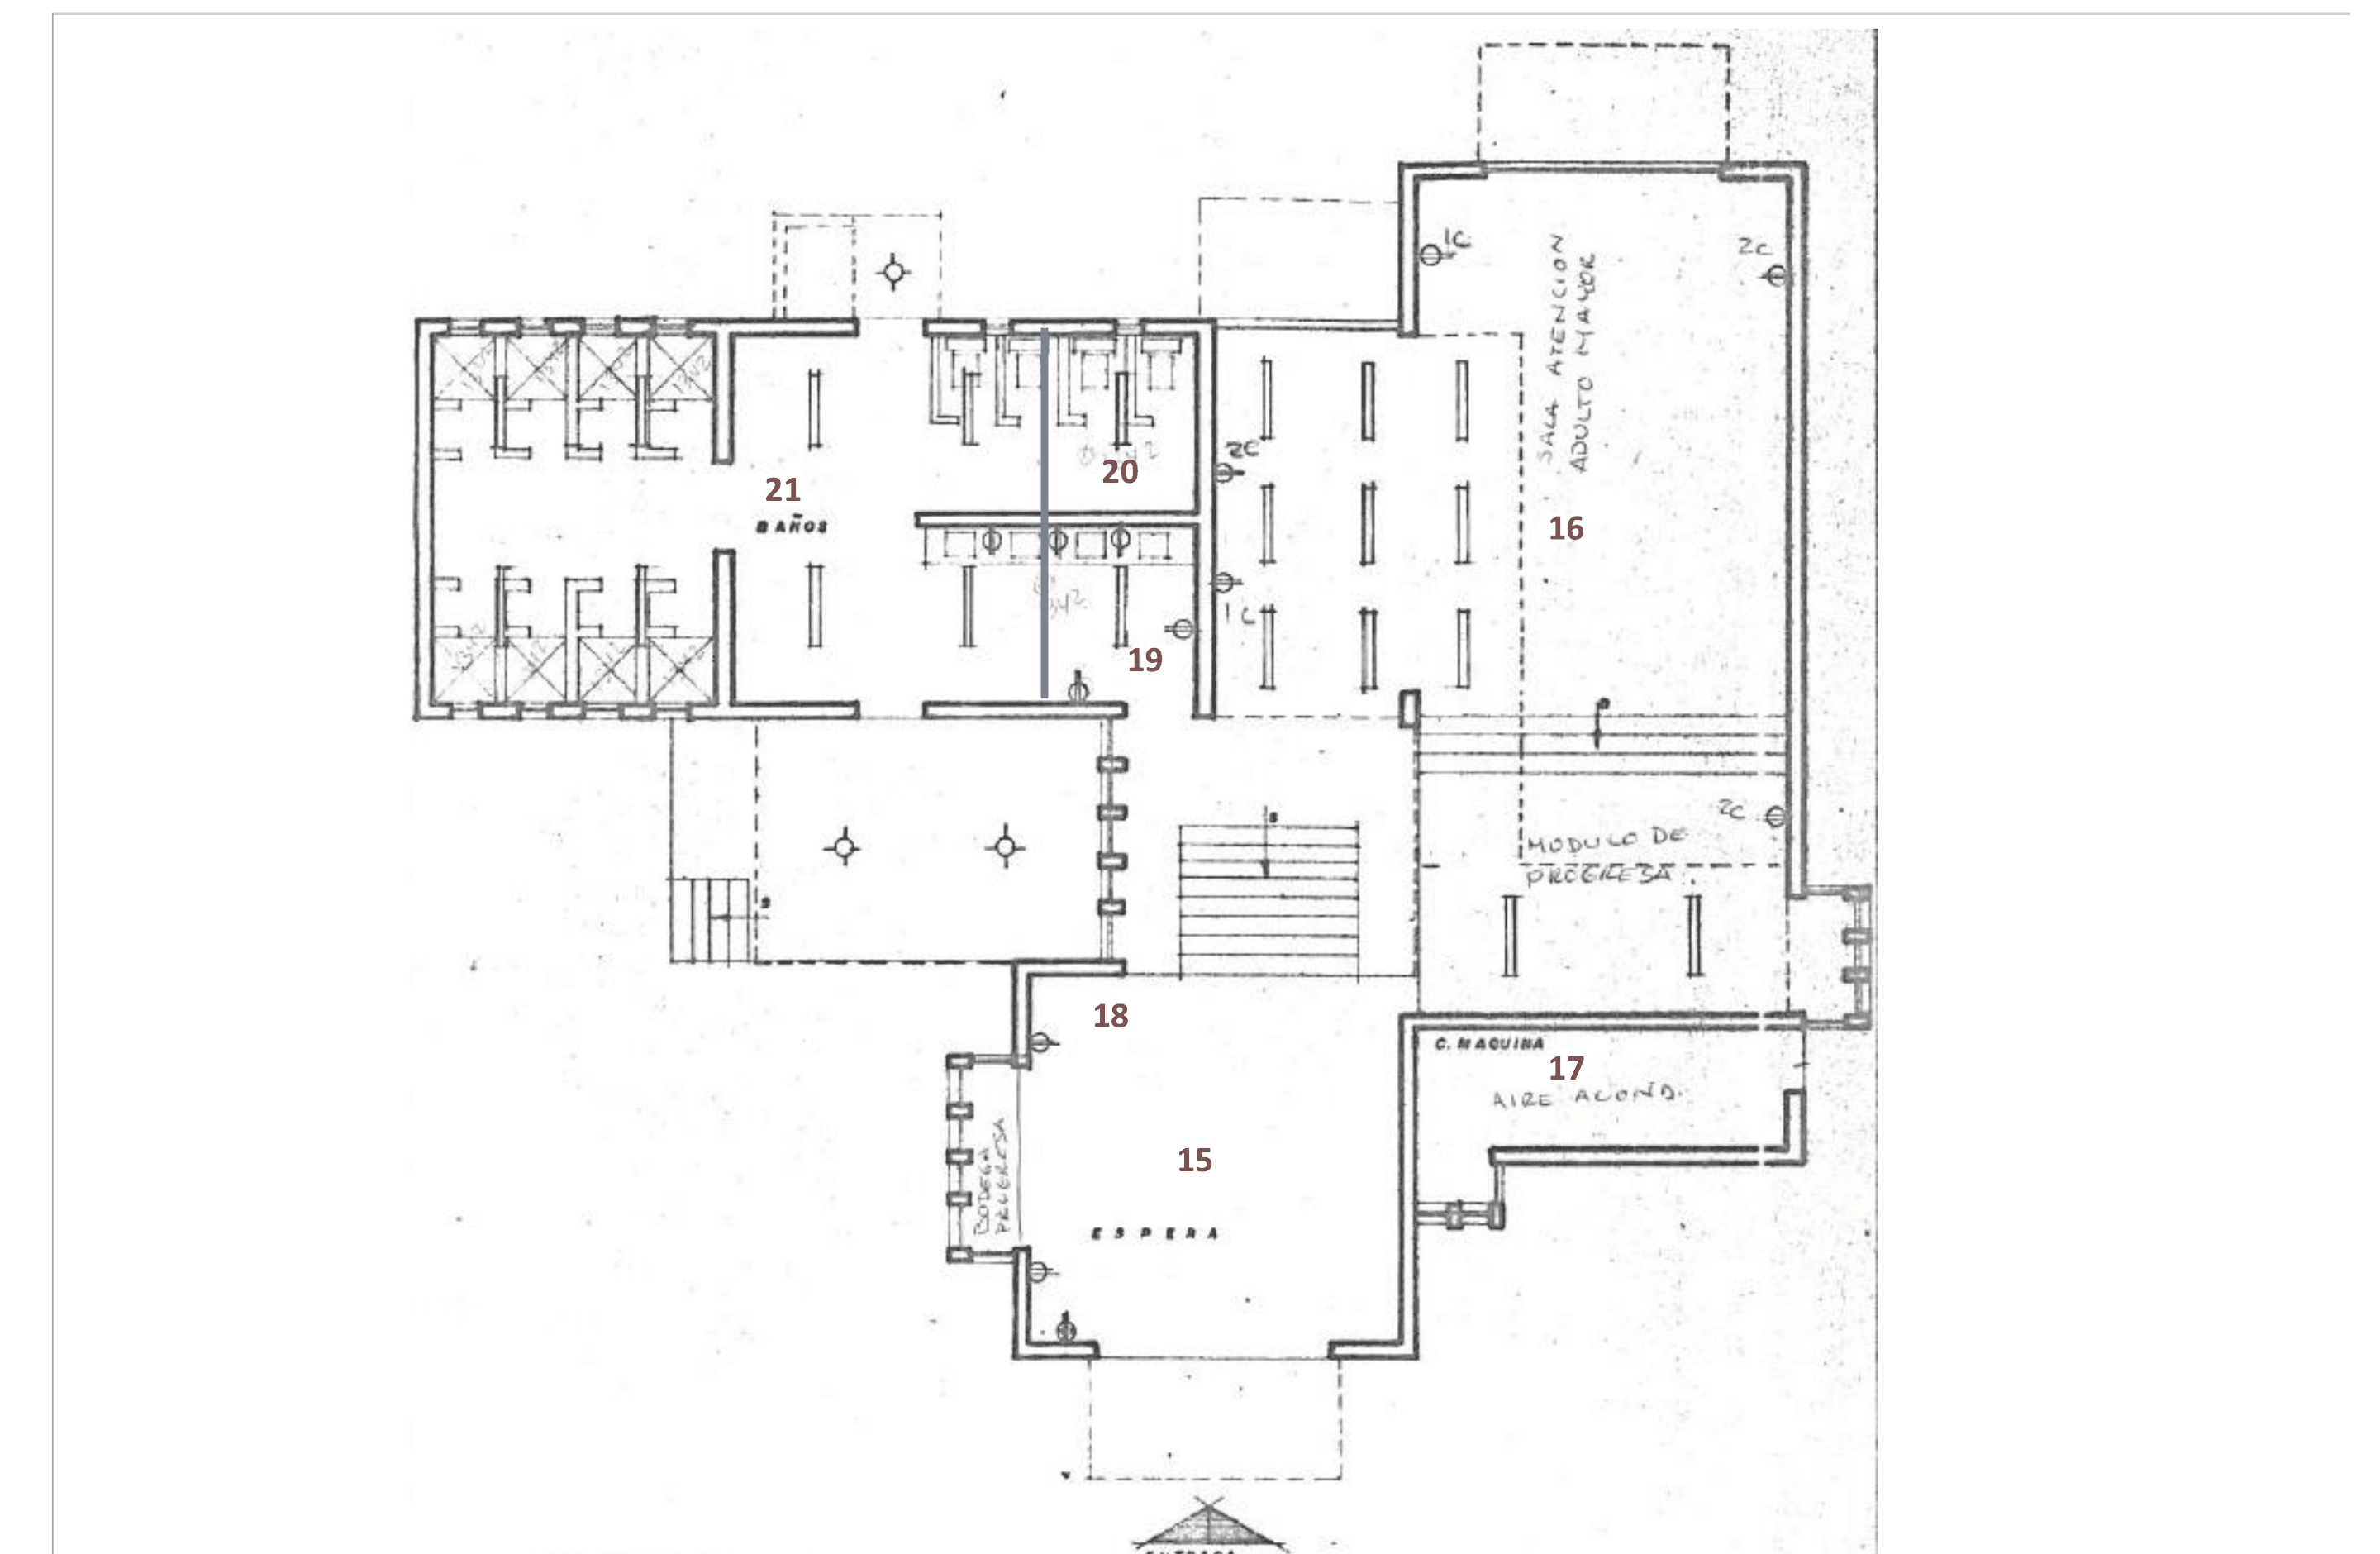 1C
2C
SALA ATENCION
ADULTO MAYOR
2C
20
21
BAÑOS
16
1C
19
S
2C
S
MODULO DE
PROGRESA
S
18
C. MAQUINA
17
AIRE ACOND.
15
BODEGA
PROGRESA
ESPERA
ENTRADA